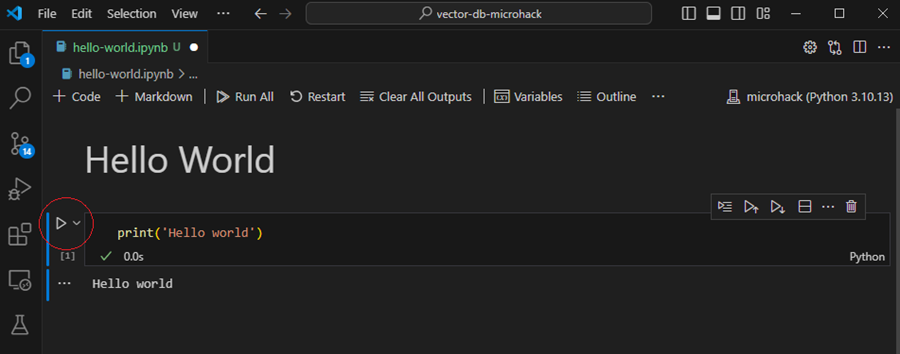 File Edit Selection View ··· vector-db-microhack
hello-world.ipynb U
1
hello-world.ipynb > ...
+ Code + Markdown Run All Restart Clear All Outputs Variables Outline ··· microhack (Python 3.10.13)
14
Hello World
print('Hello world')
[1] 0.0s Python
··· Hello world